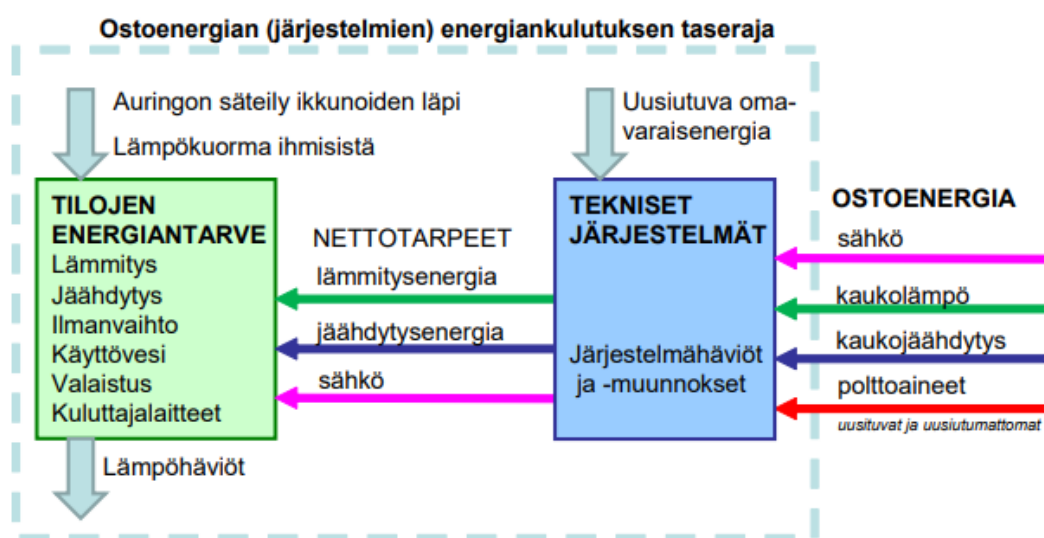 Ostoenergian (järjestelmien) energiankulutuksen taseraja
Auringon säteily ikkunoiden läpi
Lämpökuorma ihmisistä
Uusiutuva oma-
varaisenergia
TILOJEN
ENERGIANTARVE
Lämmitys
Jäähdytys
Ilmanvaihto
Käyttövesi
Valaistus
Kuluttajalaitteet
NETTOTARPEET
lämmitysenergia
jäähdytysenergia
sähkö
TEKNISET
JÄRJESTELMÄT
Järjestelmähäviöt
ja -muunnokset
OSTOENERGIA
sähkö
kaukolämpö
kaukojäähdytys
polttoaineet
uusituvat ja uusiutumattomat
Lämpöhäviöt